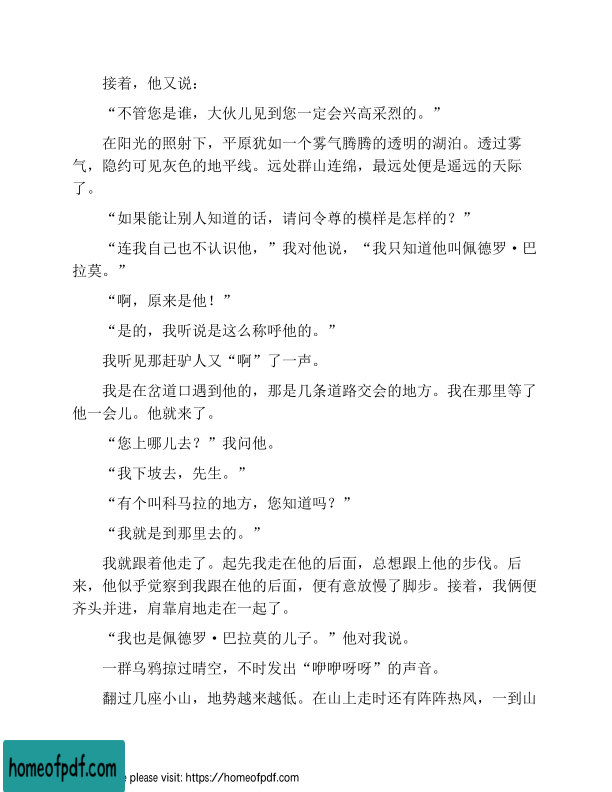 接着，他又说：
“不管您是谁，大伙儿见到您一定会兴高采烈的。”
在阳光的照射下，平原犹如一个雾气腾腾的透明的湖泊。透过雾
气，隐约可见灰色的地平线。远处群山连绵，最远处便是遥远的天际
了。
“如果能让别人知道的话，请问令尊的模样是怎样的？”
“连我自己也不认识他，”我对他说，“我只知道他叫佩德罗·巴
拉莫。”
“啊，原来是他！”
“是的，我听说是这么称呼他的。”
我听见那赶驴人又“啊”了一声。
我是在岔道口遇到他的，那是几条道路交会的地方。我在那里等了
他一会儿。他就来了。
“您上哪儿去？”我问他。
“我下坡去，先生。”
“有个叫科马拉的地方，您知道吗？”
“我就是到那里去的。”
我就跟着他走了。起先我走在他的后面，总想跟上他的步伐。后
来，他似乎觉察到我跟在他的后面，便有意放慢了脚步。接着，我俩便
齐头并进，肩靠肩地走在一起了。
“我也是佩德罗·巴拉莫的儿子。”他对我说。
一群乌鸦掠过晴空，不时发出“咿咿呀呀”的声音。
翻过几座小山，地势越来越低。在山上走时还有阵阵热风，一到山
homeofpdf.com
e please visit: https://homeofpdf.com